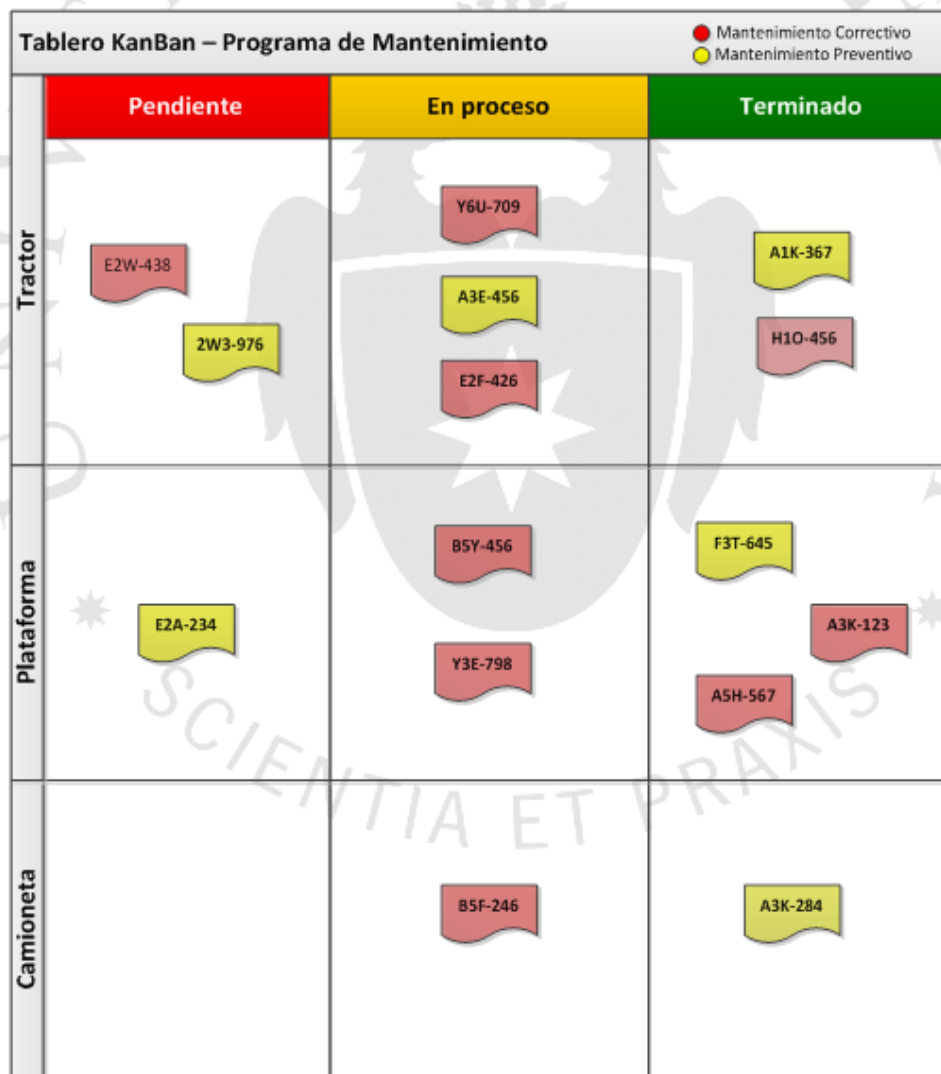 Tablero KanBan – Programa de Mantenimiento
Mantenimiento Correctivo
Mantenimiento Preventivo
Pendiente
En proceso
Terminado
Tractor
E2W-438
2W3-976
Y6U-709
A3E-456
E2F-426
A1K-367
H1O-456
Plataforma
E2A-234
B5Y-456
Y3E-798
F3T-645
A3K-123
A5H-567
Camioneta
B5F-246
A3K-284
SCIENTIA ET PRAXIS